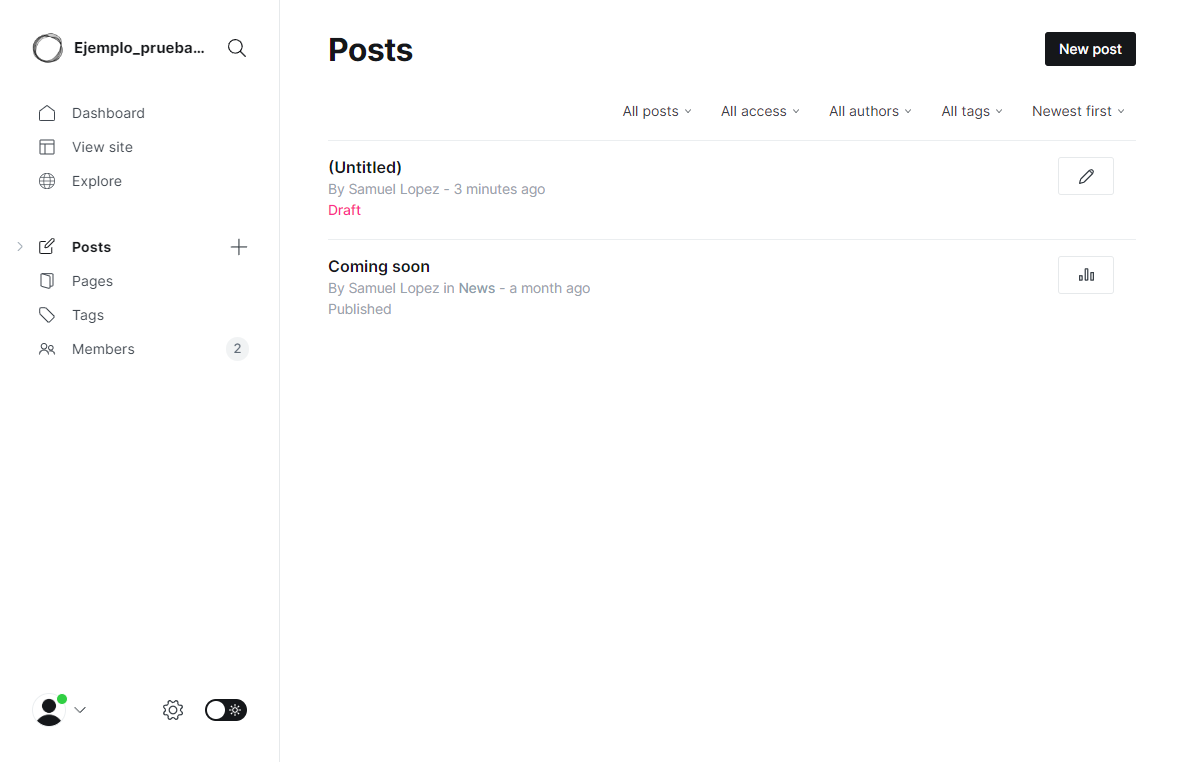 Ejemplo_prueba...
Dashboard
View site
Explore
Posts
Pages
Tags
Members 2
Posts
New post
All posts All access All authors All tags Newest first
(Untitled)
By Samuel Lopez - 3 minutes ago
Draft
Coming soon
By Samuel Lopez in News - a month ago
Published